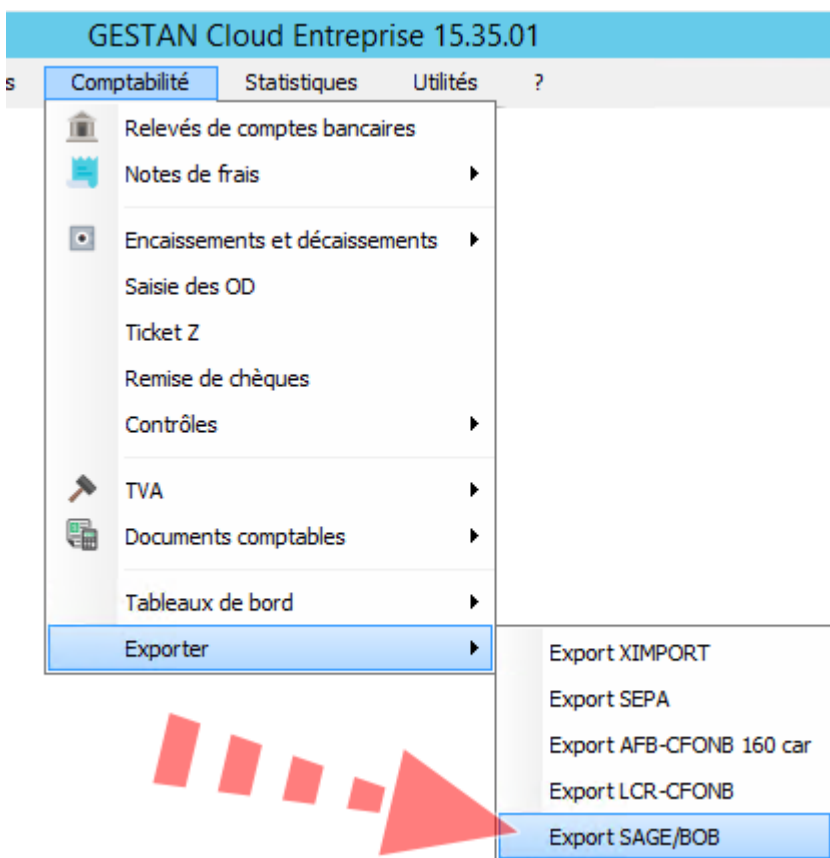 GESTAN Cloud Entreprise 15.35.01
s Comptabilité Statistiques Utilités ?
Relevés de comptes bancaires
Notes de frais
Encaissements et décaissements
Saisie des OD
Ticket Z
Remise de chèques
Contrôles
TVA
Documents comptables
Tableaux de bord
Exporter
Export XIMPORT
Export SEPA
Export AFB-CFONB 160 car
Export LCR-CFONB
Export SAGE/BOB